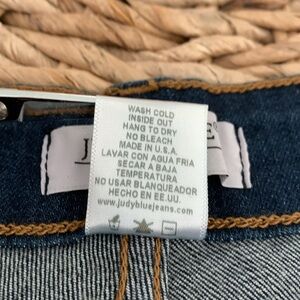 WASH COLD
INSIDE OUT
HANG TO DRY
NO BLEACH
MADE IN U.S.A.
LAVAR CON AGUA FRIA
SECAR A BAJA
TEMPERATURA
NO USAR BLANQUEADOR
HECHO EN EE.UU.
www.judybluejeans.com